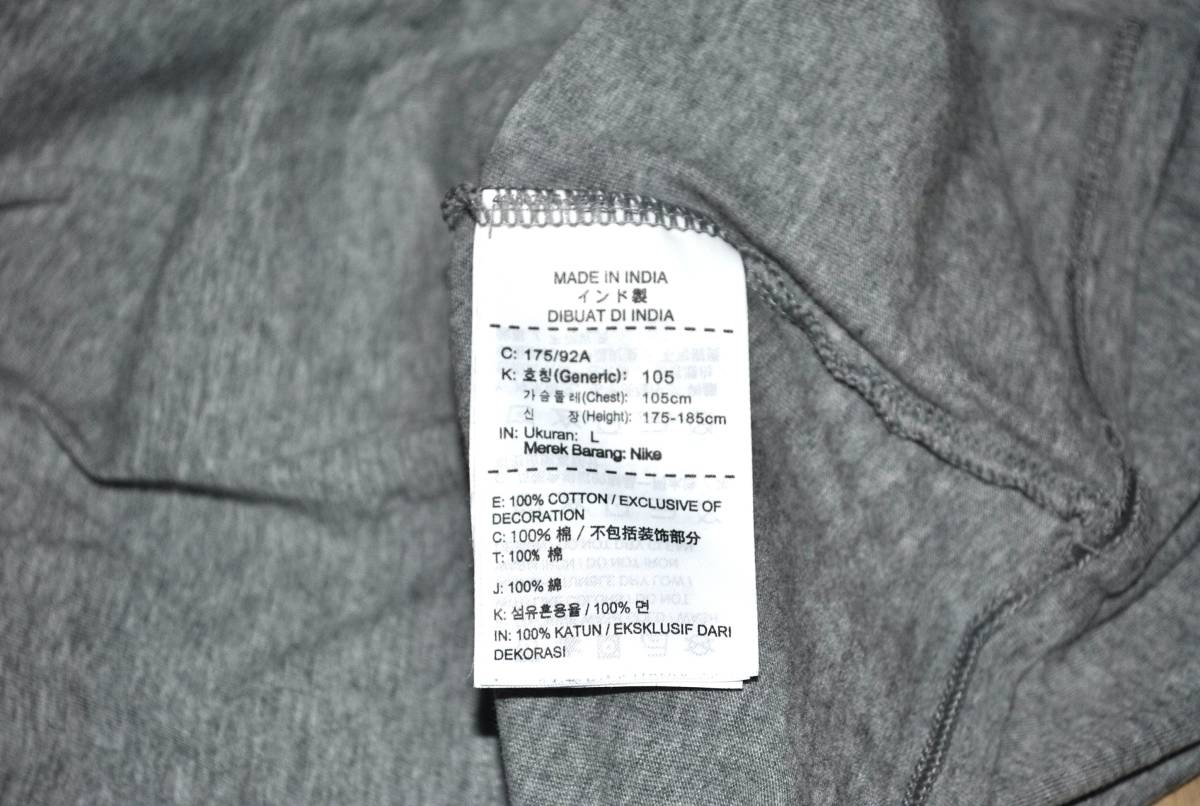 MADE IN INDIA
インド製
DIBUAT DI INDIA
C: 175/92A
K: 호칭(Generic): 105
가슴둘레(Chest): 105cm
신 장(Height): 175-185cm
IN: Ukuran: L
Merek Barang: Nike
E: 100% COTTON / EXCLUSIVE OF
DECORATION
C: 100% 棉 / 不包括装饰部分
T: 100% 棉
J: 100% 綿
K: 섬유혼용율 / 100% 면
IN: 100% KATUN / EKSKLUSIF DARI
DEKORASI